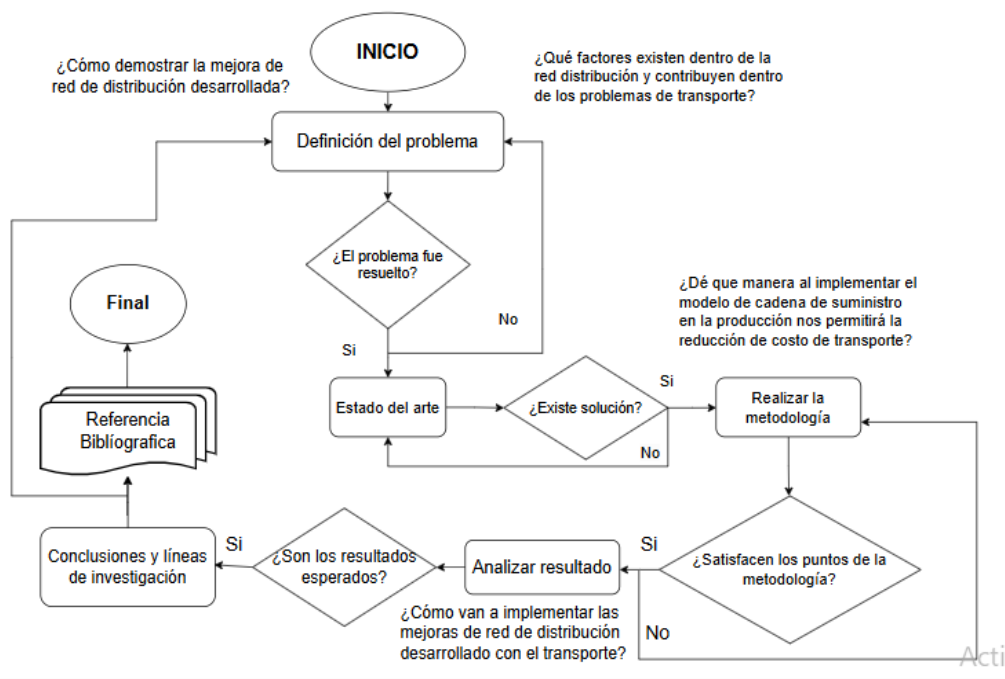 INICIO
¿Cómo demostrar la mejora de
red de distribución desarrollada?
¿Qué factores existen dentro de la
red distribución y contribuyen dentro
de los problemas de transporte?
Definición del problema
¿El problema fue
resuelto?
No
Si
¿Dé que manera al implementar el
modelo de cadena de suministro
en la producción nos permitirá la
reducción de costo de transporte?
Final
Referencia
Bibliografica
Estado del arte
¿Existe solución?
Si
No
Realizar la
metodología
¿Satisfacen los puntos de la
metodología?
Si
No
Analizar resultado
¿Cómo van a implementar las
mejoras de red de distribución
desarrollado con el transporte?
¿Son los resultados
esperados?
Si
Conclusiones y líneas
de investigación
Acti